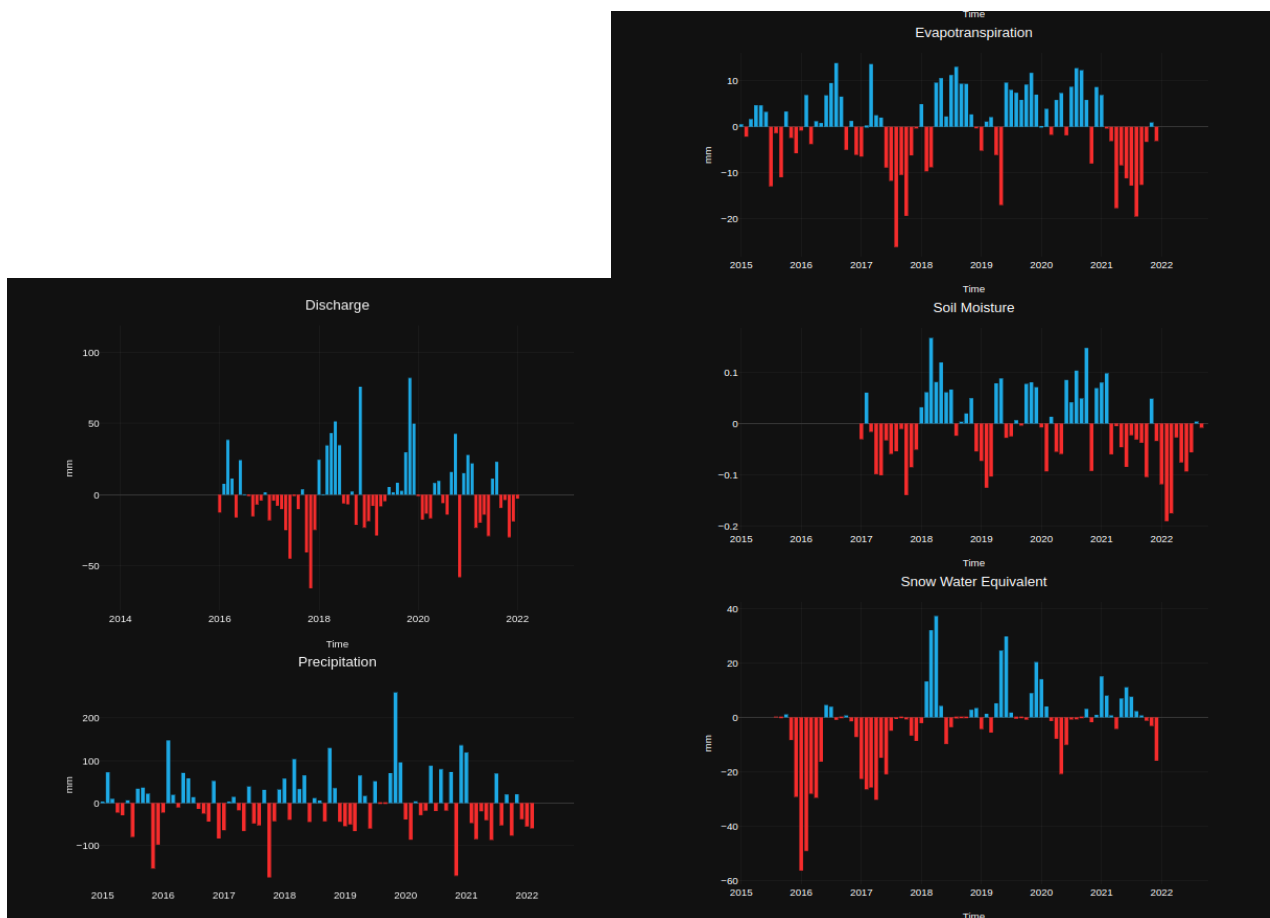 Time
Evapotranspiration
10
0
−10
−20
mm
2015 2016 2017 2018 2019 2020 2021 2022
Time
Discharge
100
50
0
−50
mm
2014 2016 2018 2020 2022
Time
Soil Moisture
0.1
0
−0.1
−0.2
2015 2016 2017 2018 2019 2020 2021 2022
Time
Precipitation
200
100
0
−100
mm
2015 2016 2017 2018 2019 2020 2021 2022
Snow Water Equivalent
40
20
0
−20
−40
−60
mm
2015 2016 2017 2018 2019 2020 2021 2022
Time